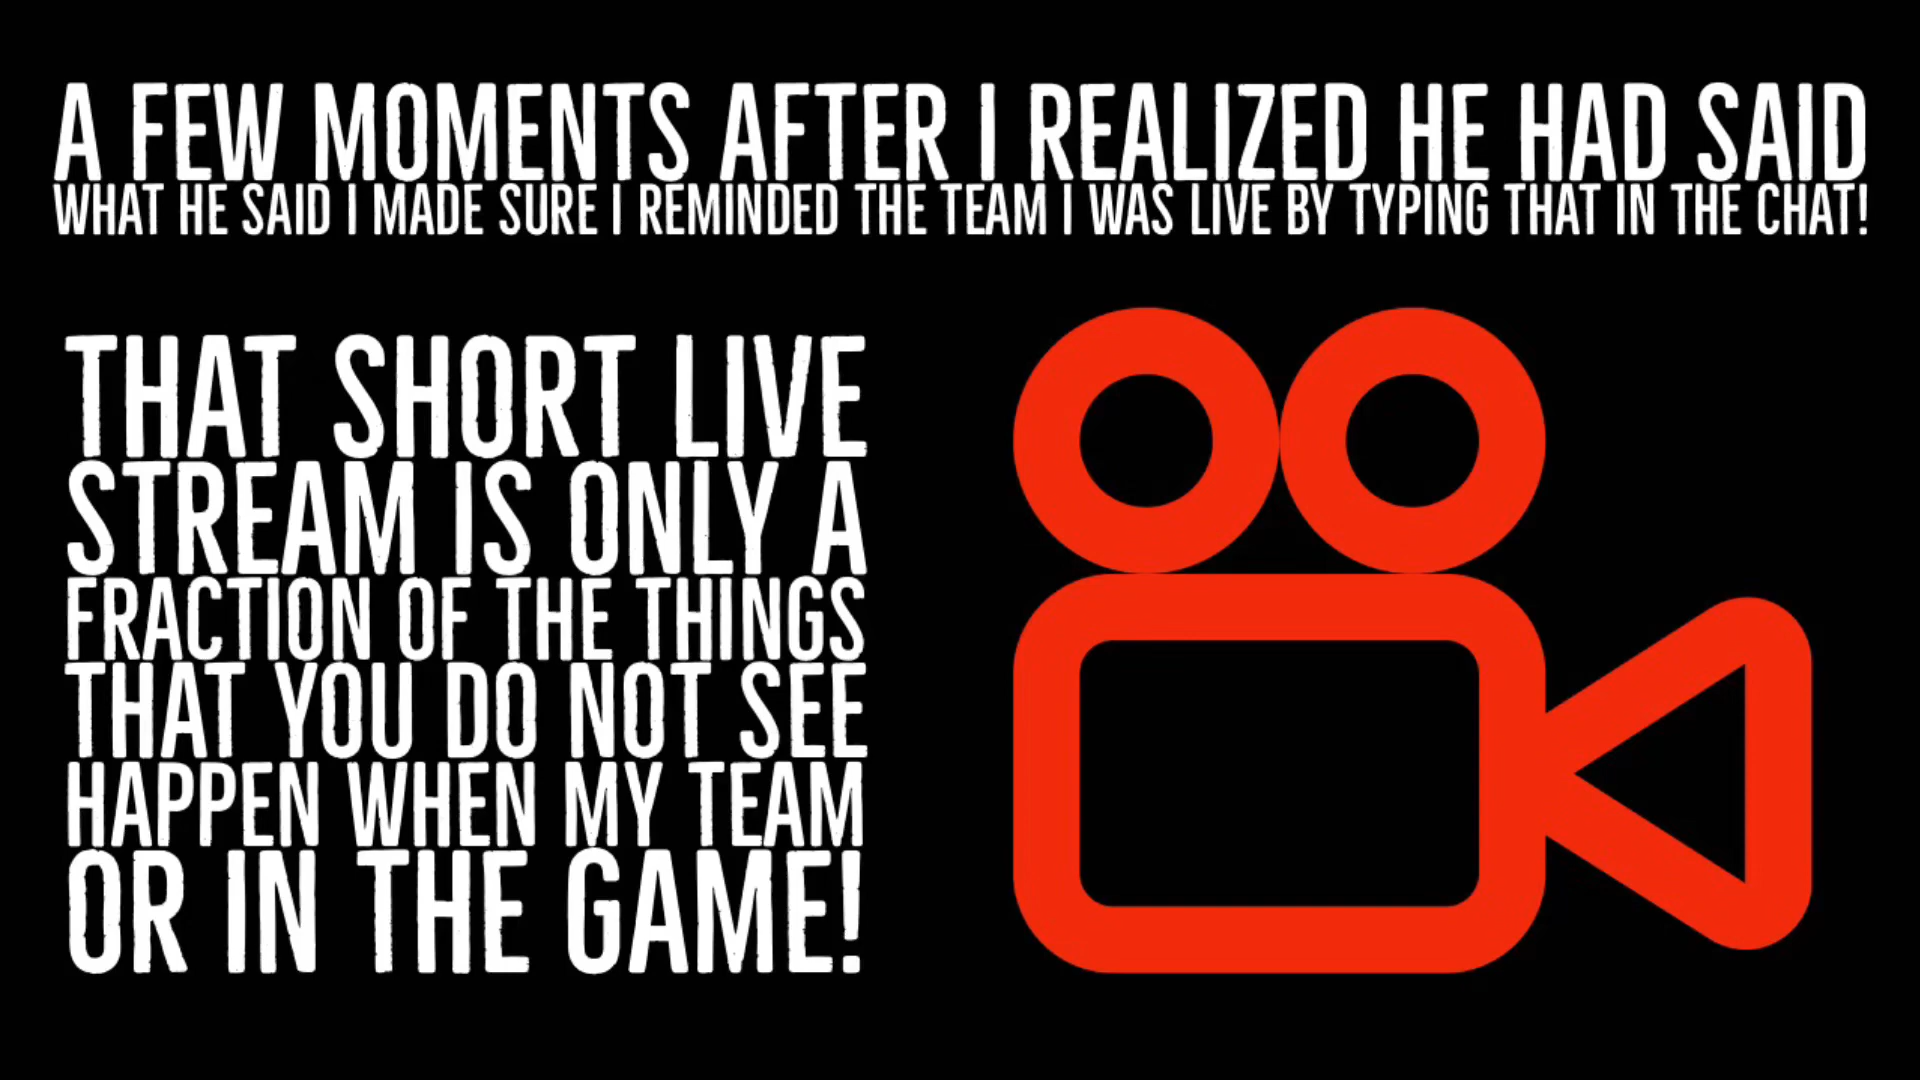 A FEW MOMENTS AFTER I REALIZED HE HAD SAID
WHAT HE SAID I MADE SURE I REMINDED THE TEAM I WAS LIVE BY TYPING THAT IN THE CHAT!
THAT SHORT LIVE
STREAM IS ONLY A
FRACTION OF THE THINGS
THAT YOU DO NOT SEE
HAPPEN WHEN MY TEAM
OR IN THE GAME!